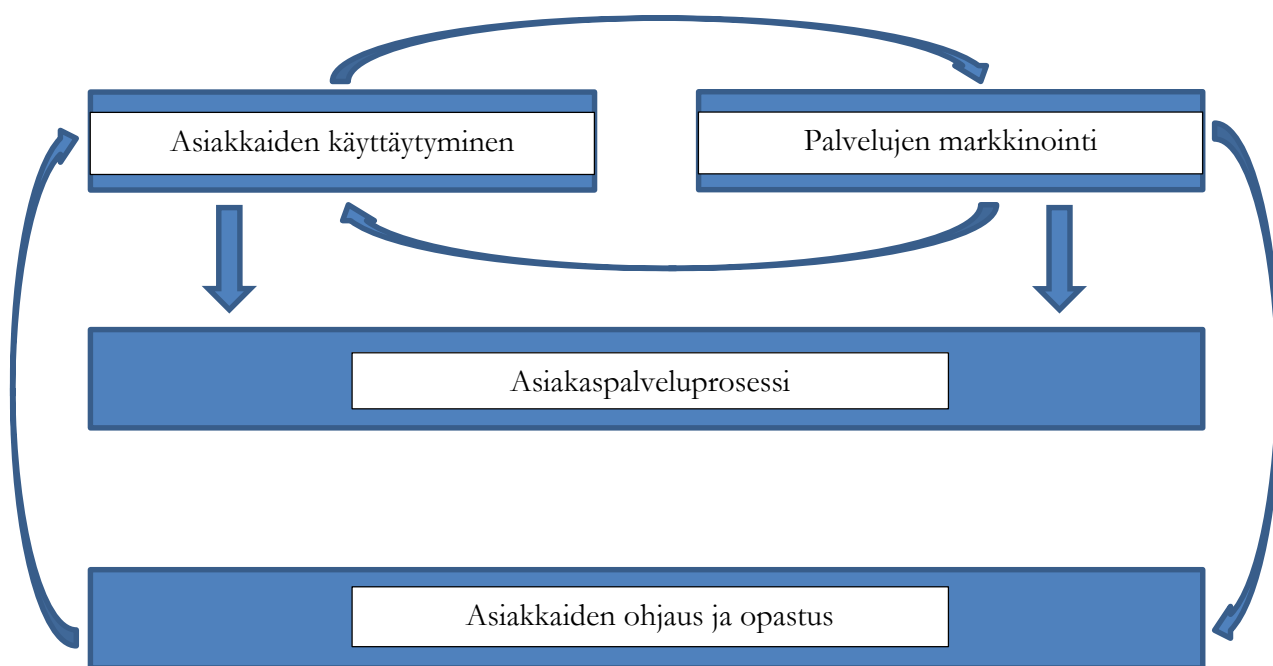 Asiakkaiden käyttäytyminen
Palvelujen markkinointi
Asiakaspalveluprosessi
Asiakkaiden ohjaus ja opastus